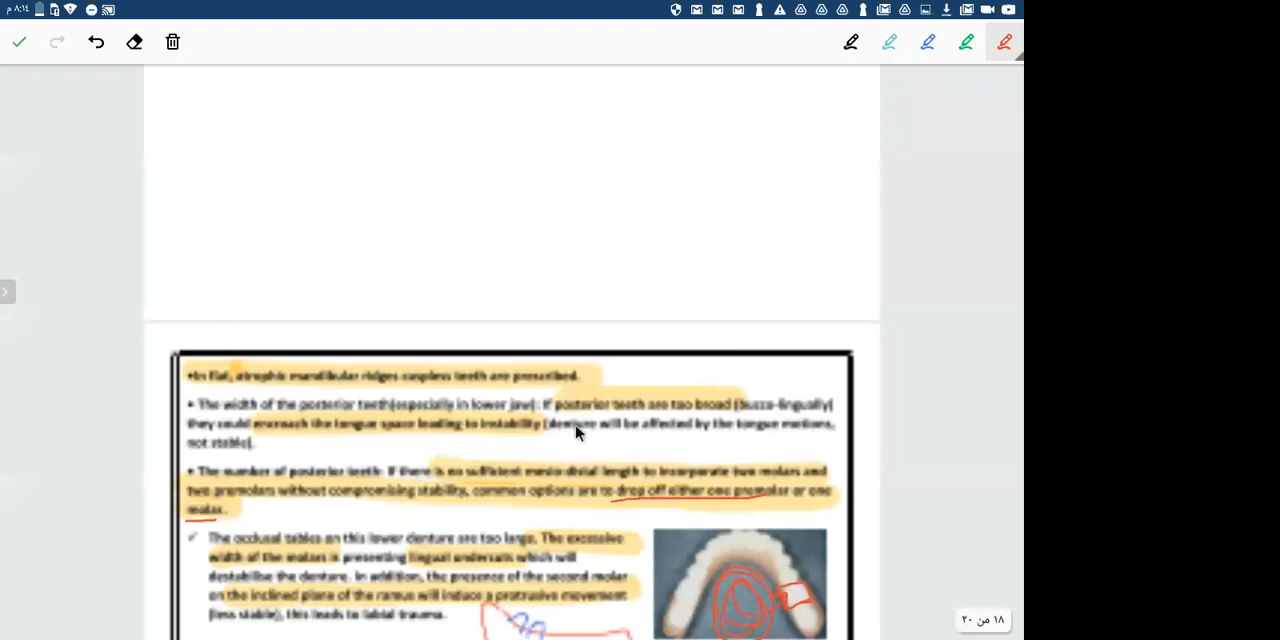 ٨:١٤ م
•In flat, atrophic mandibular ridges cuspless teeth are prescribed.
• The width of the posterior teeth(especially in lower jaw): if posterior teeth are too broad (bucco-lingually)
they could encroach the tongue space leading to instability (denture will be affected by the tongue motions,
not stable).
• The number of posterior teeth: If there is no sufficient mesio-distal length to incorporate two molars and
two premolars without compromising stability, common options are to drop off either one premolar or one
molar.
✓ The occlusal tables on this lower denture are too large. The excessive
width of the molars is presenting lingual undercuts which will
destabilise the denture. In addition, the presence of the second molar
on the inclined plane of the ramus will induce a protrusive movement
(less stable), this leads to labial trauma.
١٨ من ٢٠